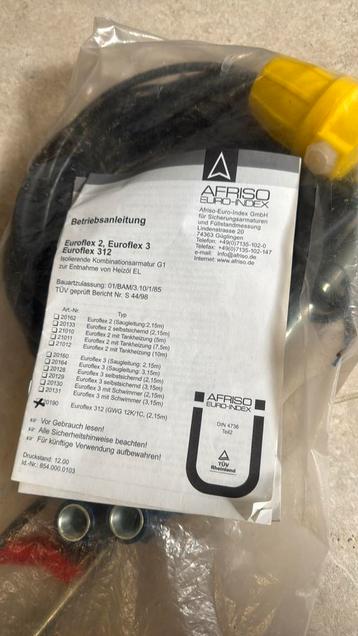 AFRISO
EURO-INDEX
Afriso-Euro-Index GmbH
für Sicherungsarmaturen
und Füllstandmessung
Lindenstrasse 20
74363 Güglingen
Telefon: +49(0)7135-102-0
Telefax: +49(0)7135-102-147
e-mail: info@afriso.de
Internet: www.afriso.de
Betriebsanleitung
Euroflex 2, Euroflex 3
Euroflex 312
Isolierende Kombinationsarmatur G1
zur Entnahme von Heizöl EL
Bauartzulassung: 01/BAM/3.10/1/85
TÜV geprüft Bericht Nr. S 44/98
Art.-Nr. Typ
20162 Euroflex 2 (Saugleitung:2,15m)
20133 Euroflex 2 selbstsichernd (2,15m)
21010 Euroflex 2 mit Tankheizung (5m)
21011 Euroflex 2 mit Tankheizung (7,5m)
21012 Euroflex 2 mit Tankheizung (10m)
20160 Euroflex 3 (Saugleitung: 2,15m)
20164 Euroflex 3 (Saugleitung: 3,15m)
20128 Euroflex 3 selbstsichernd (2,15m)
20129 Euroflex 3 selbstsichernd (3,15m)
20130 Euroflex 3 mit Schwimmer (2,15m)
20131 Euroflex 3 mit Schwimmer (3,15m)
20190 Euroflex 312 (GWG 12K/1C, (2,15m)
Vor Gebrauch lesen!
Alle Sicherheitshinweise beachten!
Für künftige Verwendung aufbewahren!
Druckstand: 12.00
Id.-Nr.: 854.000.0103
AFRISO
EURO-INDEX
DIN 4736
Te42
TÜV
Rheinland